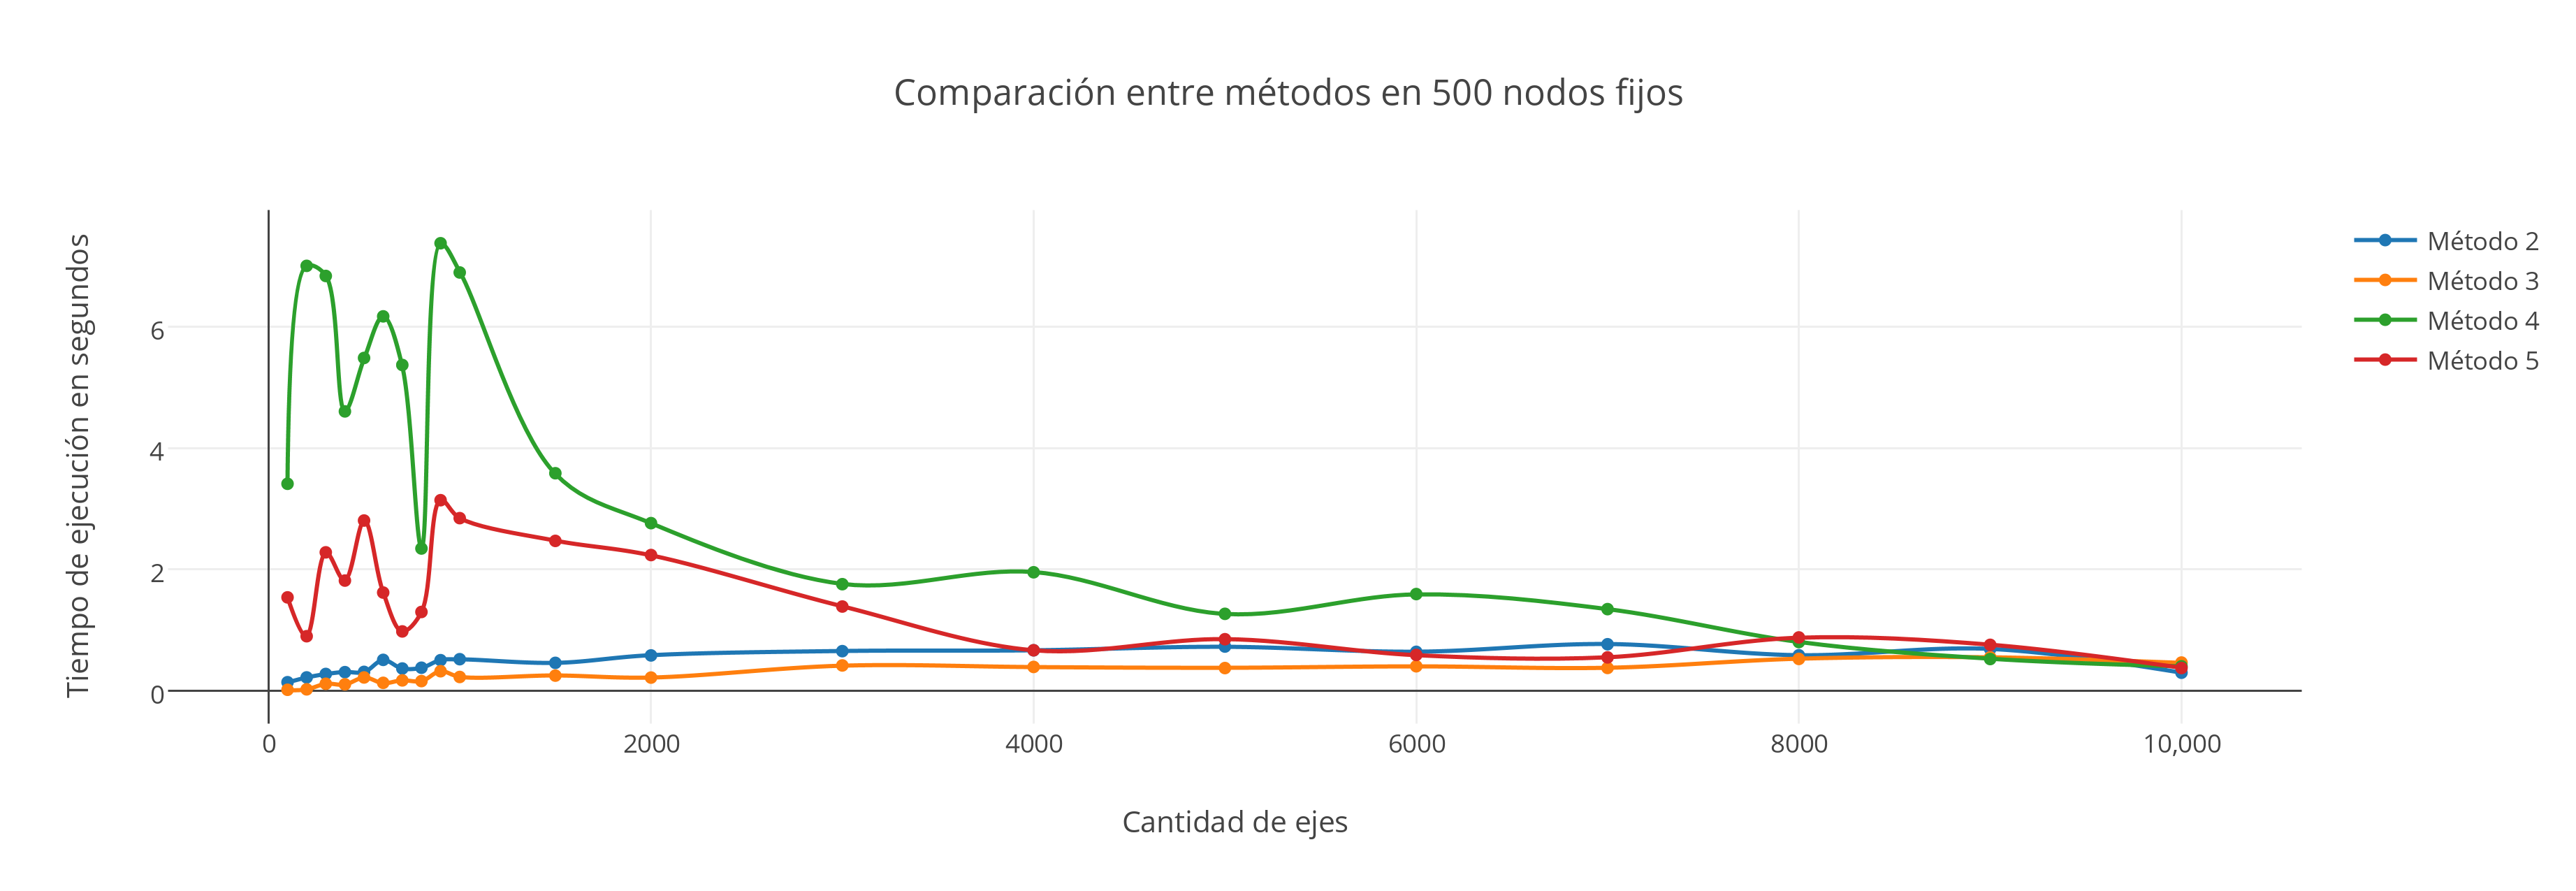 Comparación entre métodos en 500 nodos fijos
Tiempo de ejecución en segundos
6
4
2
0
0
2000
4000
6000
8000
10,000
Cantidad de ejes
Método 2
Método 3
Método 4
Método 5